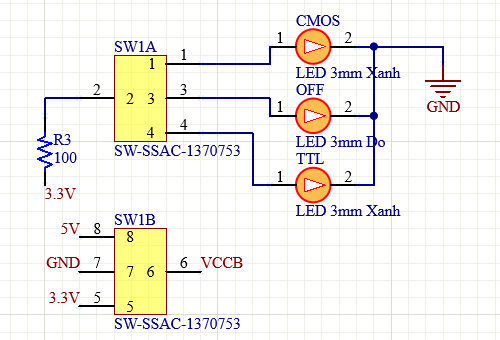 CMOS
SW1A
1
1
1
2
LED 3mm Xanh
OFF
2
2
3
3
1
2
GND
R3
100
4
4
LED 3mm Do
TTL
SW-SSAC-1370753
3.3V
1
2
LED 3mm Xanh
SW1B
5V
8
8
GND
7
7
6
6
VCCB
3.3V
5
5
SW-SSAC-1370753